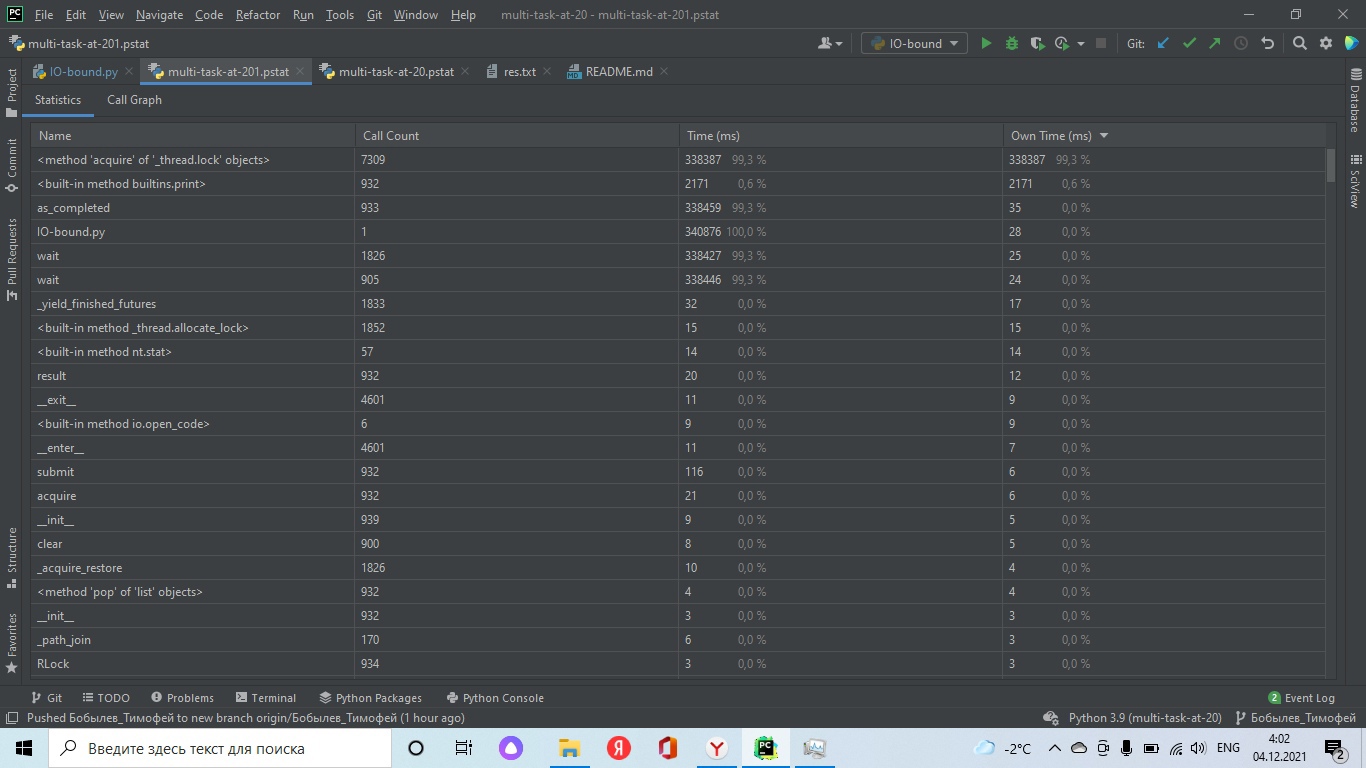 PC File Edit View Navigate Code Refactor Run Tools Git Window Help multi-task-at-20 - multi-task-at-201.pstat
multi-task-at-201.pstat IO-bound Git:
IO-bound.py multi-task-at-201.pstat multi-task-at-20.pstat res.txt README.md
Statistics Call Graph
Name Call Count Time (ms) Own Time (ms)
<method 'acquire' of '_thread.lock' objects> 7309 338387 99,3 % 338387 99,3 %
<built-in method builtins.print> 932 2171 0,6 % 2171 0,6 %
as_completed 933 338459 99,3 % 35 0,0 %
IO-bound.py 1 340876 100,0 % 28 0,0 %
wait 1826 338427 99,3 % 25 0,0 %
wait 905 338446 99,3 % 24 0,0 %
_yield_finished_futures 1833 32 0,0 % 17 0,0 %
<built-in method _thread.allocate_lock> 1852 15 0,0 % 15 0,0 %
<built-in method nt.stat> 57 14 0,0 % 14 0,0 %
result 932 20 0,0 % 12 0,0 %
__exit__ 4601 11 0,0 % 9 0,0 %
<built-in method io.open_code> 6 9 0,0 % 9 0,0 %
__enter__ 4601 11 0,0 % 7 0,0 %
submit 932 116 0,0 % 6 0,0 %
acquire 932 21 0,0 % 6 0,0 %
__init__ 939 9 0,0 % 5 0,0 %
clear 900 8 0,0 % 5 0,0 %
_acquire_restore 1826 10 0,0 % 4 0,0 %
<method 'pop' of 'list' objects> 932 4 0,0 % 4 0,0 %
__init__ 932 3 0,0 % 3 0,0 %
_path_join 170 6 0,0 % 3 0,0 %
RLock 934 3 0,0 % 3 0,0 %
Project
Commit
Pull Requests
Structure
Favorites
Database
SciView
Git TODO Problems Terminal Python Packages Python Console 2 Event Log
Pushed Бобылев_Тимофей to new branch origin/Бобылев_Тимофей (1 hour ago) Python 3.9 (multi-task-at-20) Бобылев_Тимофей
Введите здесь текст для поиска Я Y PC -2°C ENG 4:02
04.12.2021 2